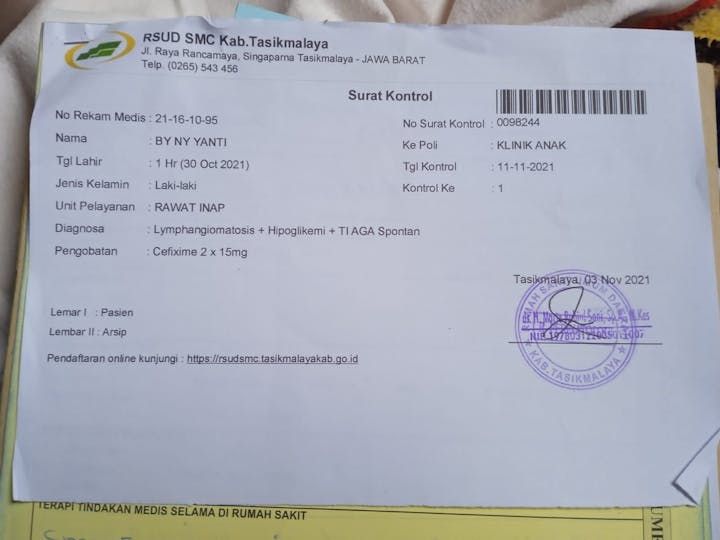 RSUD SMC Kab.Tasikmalaya
Jl. Raya Rancamaya, Singaparna Tasikmalaya - JAWA BARAT
Telp. (0265) 543 456
Surat Kontrol
No Rekam Medis : 21-16-10-95
Nama : BY NY YANTI
Tgl Lahir : 1 Hr (30 Oct 2021)
Jenis Kelamin : Laki-laki
Unit Pelayanan : RAWAT INAP
Diagnosa : Lymphangiomatosis + Hipoglikemi + TI AGA Spontan
Pengobatan : Cefixime 2 x 15mg
No Surat Kontrol : 0098244
Ke Poli : KLINIK ANAK
Tgl Kontrol : 11-11-2021
Kontrol Ke : 1
Tasikmalaya, 03 Nov 2021
KAB.TASIKMALAYA
Lemar I : Pasien
Lembar II : Arsip
Pendaftaran online kunjungi : https://rsudsmc.tasikmalayakab.go.id
TERAPI TINDAKAN MEDIS SELAMA DI RUMAH SAKIT